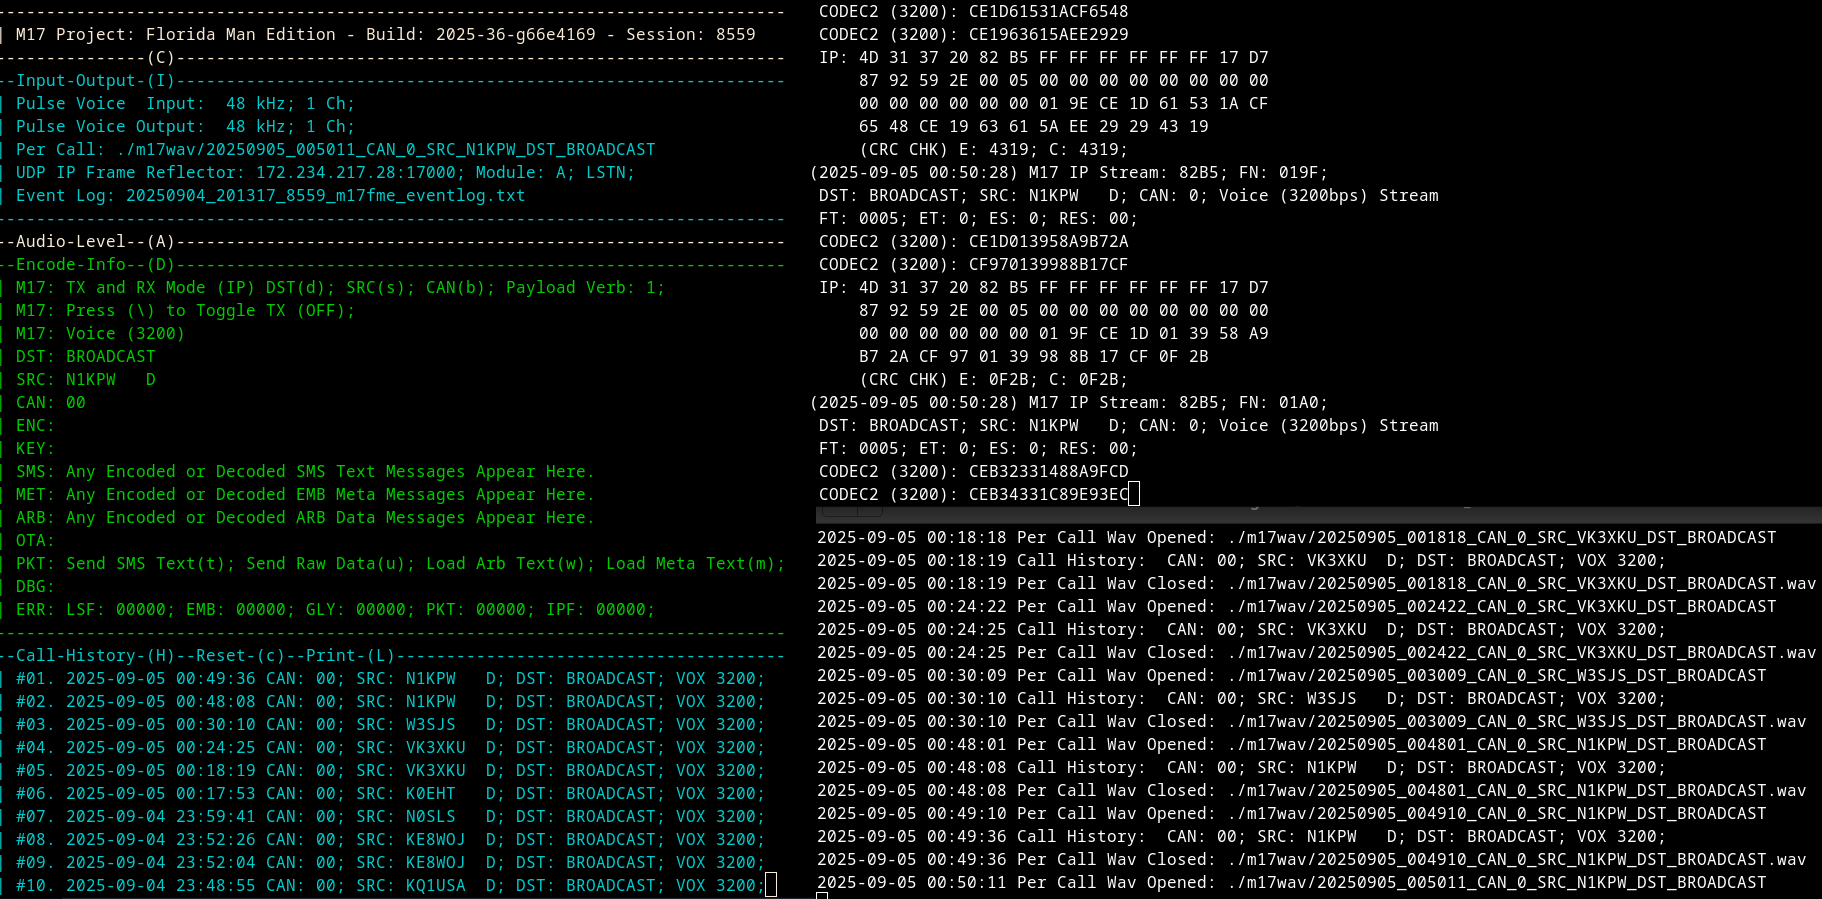 --------------------------------------------------------------------------------
| M17 Project: Florida Man Edition - Build: 2025-36-g66e4169 - Session: 8559
---------------(C)--------------------------------------------------------------
--Input-Output-(I)--------------------------------------------------------------
| Pulse Voice  Input:  48 kHz; 1 Ch;
| Pulse Voice Output:  48 kHz; 1 Ch;
| Per Call: ./m17wav/20250905_005011_CAN_0_SRC_N1KPW_DST_BROADCAST
| UDP IP Frame Reflector: 172.234.217.28:17000; Module: A; LSTN;
| Event Log: 20250904_201317_8559_m17fme_eventlog.txt
--------------------------------------------------------------------------------
--Audio-Level--(A)--------------------------------------------------------------
--Encode-Info--(D)--------------------------------------------------------------
| M17: TX and RX Mode (IP) DST(d); SRC(s); CAN(b); Payload Verb: 1;
| M17: Press (\) to Toggle TX (OFF);
| M17: Voice (3200)
| DST: BROADCAST
| SRC: N1KPW   D
| CAN: 00
| ENC:
| KEY:
| SMS: Any Encoded or Decoded SMS Text Messages Appear Here.
| MET: Any Encoded or Decoded EMB Meta Messages Appear Here.
| ARB: Any Encoded or Decoded ARB Data Messages Appear Here.
| OTA:
| PKT: Send SMS Text(t); Send Raw Data(u); Load Arb Text(w); Load Meta Text(m);
| DBG:
| ERR: LSF: 00000; EMB: 00000; GLY: 00000; PKT: 00000; IPF: 00000;
--------------------------------------------------------------------------------
--Call-History-(H)--Reset-(c)--Print-(L)----------------------------------------
| #01. 2025-09-05 00:49:36 CAN: 00; SRC: N1KPW   D; DST: BROADCAST; VOX 3200;
| #02. 2025-09-05 00:48:08 CAN: 00; SRC: N1KPW   D; DST: BROADCAST; VOX 3200;
| #03. 2025-09-05 00:30:10 CAN: 00; SRC: W3SJS   D; DST: BROADCAST; VOX 3200;
| #04. 2025-09-05 00:24:25 CAN: 00; SRC: VK3XKU  D; DST: BROADCAST; VOX 3200;
| #05. 2025-09-05 00:18:19 CAN: 00; SRC: VK3XKU  D; DST: BROADCAST; VOX 3200;
| #06. 2025-09-05 00:17:53 CAN: 00; SRC: K0EHT   D; DST: BROADCAST; VOX 3200;
| #07. 2025-09-04 23:59:41 CAN: 00; SRC: N0SLS   D; DST: BROADCAST; VOX 3200;
| #08. 2025-09-04 23:52:26 CAN: 00; SRC: KE8WOJ  D; DST: BROADCAST; VOX 3200;
| #09. 2025-09-04 23:52:04 CAN: 00; SRC: KE8WOJ  D; DST: BROADCAST; VOX 3200;
| #10. 2025-09-04 23:48:55 CAN: 00; SRC: KQ1USA  D; DST: BROADCAST; VOX 3200;
CODEC2 (3200): CE1D61531ACF6548
CODEC2 (3200): CE1963615AEE2929
IP: 4D 31 37 20 82 B5 FF FF FF FF FF FF 17 D7
87 92 59 2E 00 05 00 00 00 00 00 00 00 00
00 00 00 00 00 00 01 9E CE 1D 61 53 1A CF
65 48 CE 19 63 61 5A EE 29 29 43 19
(CRC CHK) E: 4319; C: 4319;
(2025-09-05 00:50:28) M17 IP Stream: 82B5; FN: 019F;
DST: BROADCAST; SRC: N1KPW   D; CAN: 0; Voice (3200bps) Stream
FT: 0005; ET: 0; ES: 0; RES: 00;
CODEC2 (3200): CE1D013958A9B72A
CODEC2 (3200): CF970139988B17CF
IP: 4D 31 37 20 82 B5 FF FF FF FF FF FF 17 D7
87 92 59 2E 00 05 00 00 00 00 00 00 00 00
00 00 00 00 00 00 01 9F CE 1D 01 39 58 A9
B7 2A CF 97 01 39 98 8B 17 CF 0F 2B
(CRC CHK) E: 0F2B; C: 0F2B;
(2025-09-05 00:50:28) M17 IP Stream: 82B5; FN: 01A0;
DST: BROADCAST; SRC: N1KPW   D; CAN: 0; Voice (3200bps) Stream
FT: 0005; ET: 0; ES: 0; RES: 00;
CODEC2 (3200): CEB32331488A9FCD
CODEC2 (3200): CEB34331C89E93EC
2025-09-05 00:18:18 Per Call Wav Opened: ./m17wav/20250905_001818_CAN_0_SRC_VK3XKU_DST_BROADCAST
2025-09-05 00:18:19 Call History:  CAN: 00; SRC: VK3XKU  D; DST: BROADCAST; VOX 3200;
2025-09-05 00:18:19 Per Call Wav Closed: ./m17wav/20250905_001818_CAN_0_SRC_VK3XKU_DST_BROADCAST.wav
2025-09-05 00:24:22 Per Call Wav Opened: ./m17wav/20250905_002422_CAN_0_SRC_VK3XKU_DST_BROADCAST
2025-09-05 00:24:25 Call History:  CAN: 00; SRC: VK3XKU  D; DST: BROADCAST; VOX 3200;
2025-09-05 00:24:25 Per Call Wav Closed: ./m17wav/20250905_002422_CAN_0_SRC_VK3XKU_DST_BROADCAST.wav
2025-09-05 00:30:09 Per Call Wav Opened: ./m17wav/20250905_003009_CAN_0_SRC_W3SJS_DST_BROADCAST
2025-09-05 00:30:10 Call History:  CAN: 00; SRC: W3SJS   D; DST: BROADCAST; VOX 3200;
2025-09-05 00:30:10 Per Call Wav Closed: ./m17wav/20250905_003009_CAN_0_SRC_W3SJS_DST_BROADCAST.wav
2025-09-05 00:48:01 Per Call Wav Opened: ./m17wav/20250905_004801_CAN_0_SRC_N1KPW_DST_BROADCAST
2025-09-05 00:48:08 Call History:  CAN: 00; SRC: N1KPW   D; DST: BROADCAST; VOX 3200;
2025-09-05 00:48:08 Per Call Wav Closed: ./m17wav/20250905_004801_CAN_0_SRC_N1KPW_DST_BROADCAST.wav
2025-09-05 00:49:10 Per Call Wav Opened: ./m17wav/20250905_004910_CAN_0_SRC_N1KPW_DST_BROADCAST
2025-09-05 00:49:36 Call History:  CAN: 00; SRC: N1KPW   D; DST: BROADCAST; VOX 3200;
2025-09-05 00:49:36 Per Call Wav Closed: ./m17wav/20250905_004910_CAN_0_SRC_N1KPW_DST_BROADCAST.wav
2025-09-05 00:50:11 Per Call Wav Opened: ./m17wav/20250905_005011_CAN_0_SRC_N1KPW_DST_BROADCAST